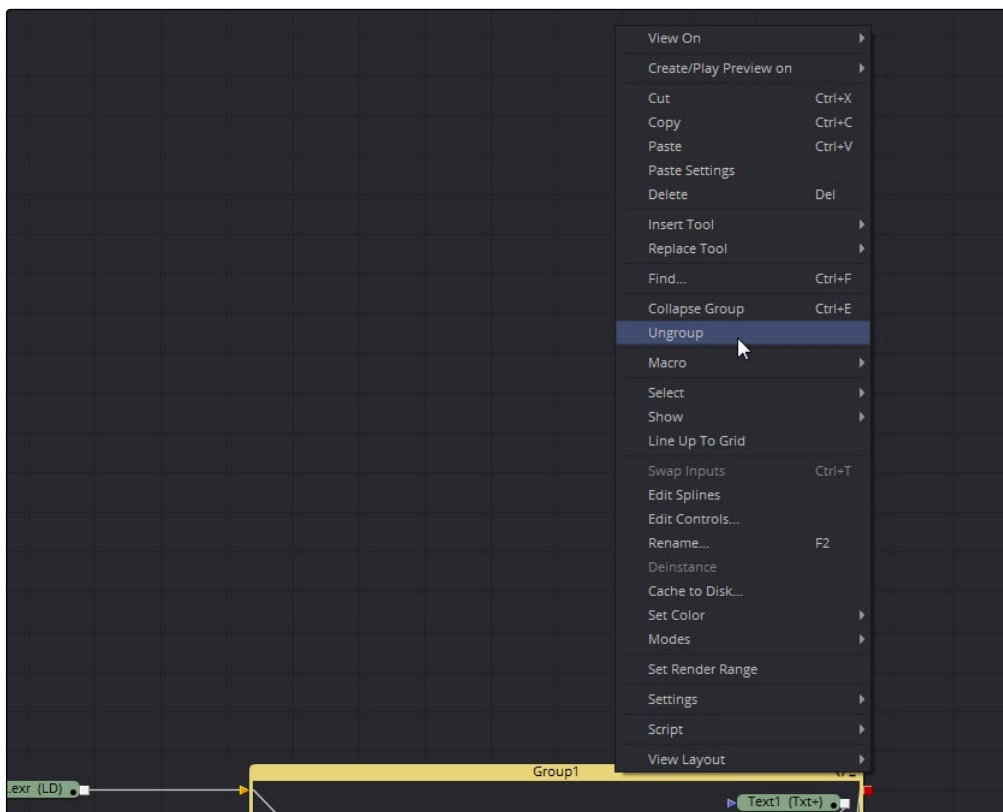 View On
Create/Play Preview on
Cut Ctrl+X
Copy Ctrl+C
Paste Ctrl+V
Paste Settings
Delete Del
Insert Tool
Replace Tool
Find... Ctrl+F
Collapse Group Ctrl+E
Ungroup
Macro
Select
Show
Line Up To Grid
Swap Inputs Ctrl+T
Edit Splines
Edit Controls...
Rename... F2
Deinstance
Cache to Disk...
Set Color
Modes
Set Render Range
Settings
Script
View Layout
Group1
.exr (LD)
Text1 (Txt+)